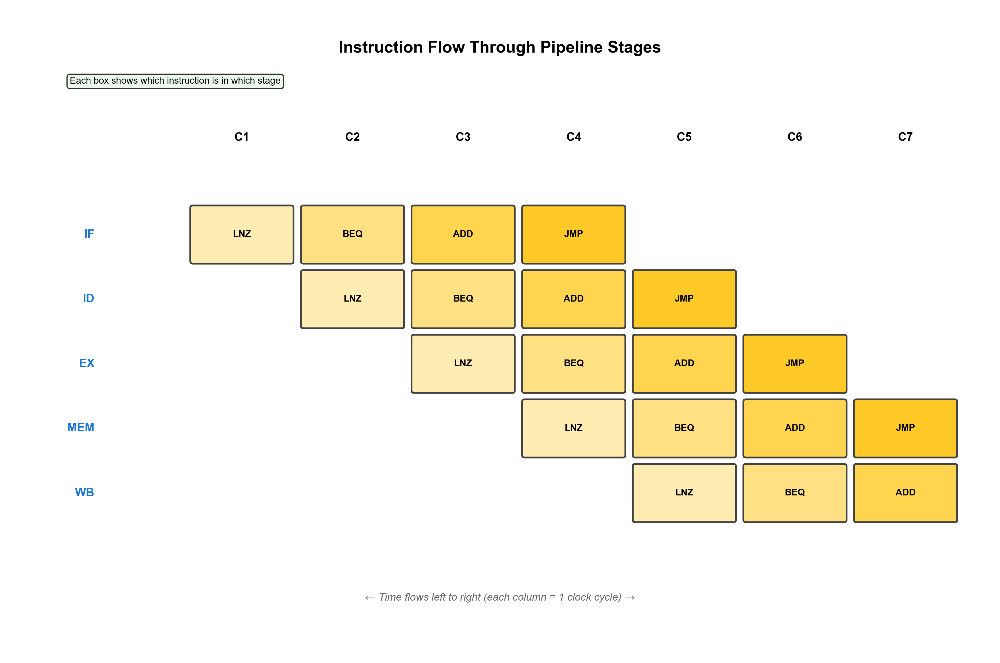 Instruction Flow Through Pipeline Stages
Each box shows which instruction is in which stage
C1 C2 C3 C4 C5 C6 C7
IF LNZ BEQ ADD JMP
ID LNZ BEQ ADD JMP
EX LNZ BEQ ADD JMP
MEM LNZ BEQ ADD JMP
WB LNZ BEQ ADD
← Time flows left to right (each column = 1 clock cycle) →